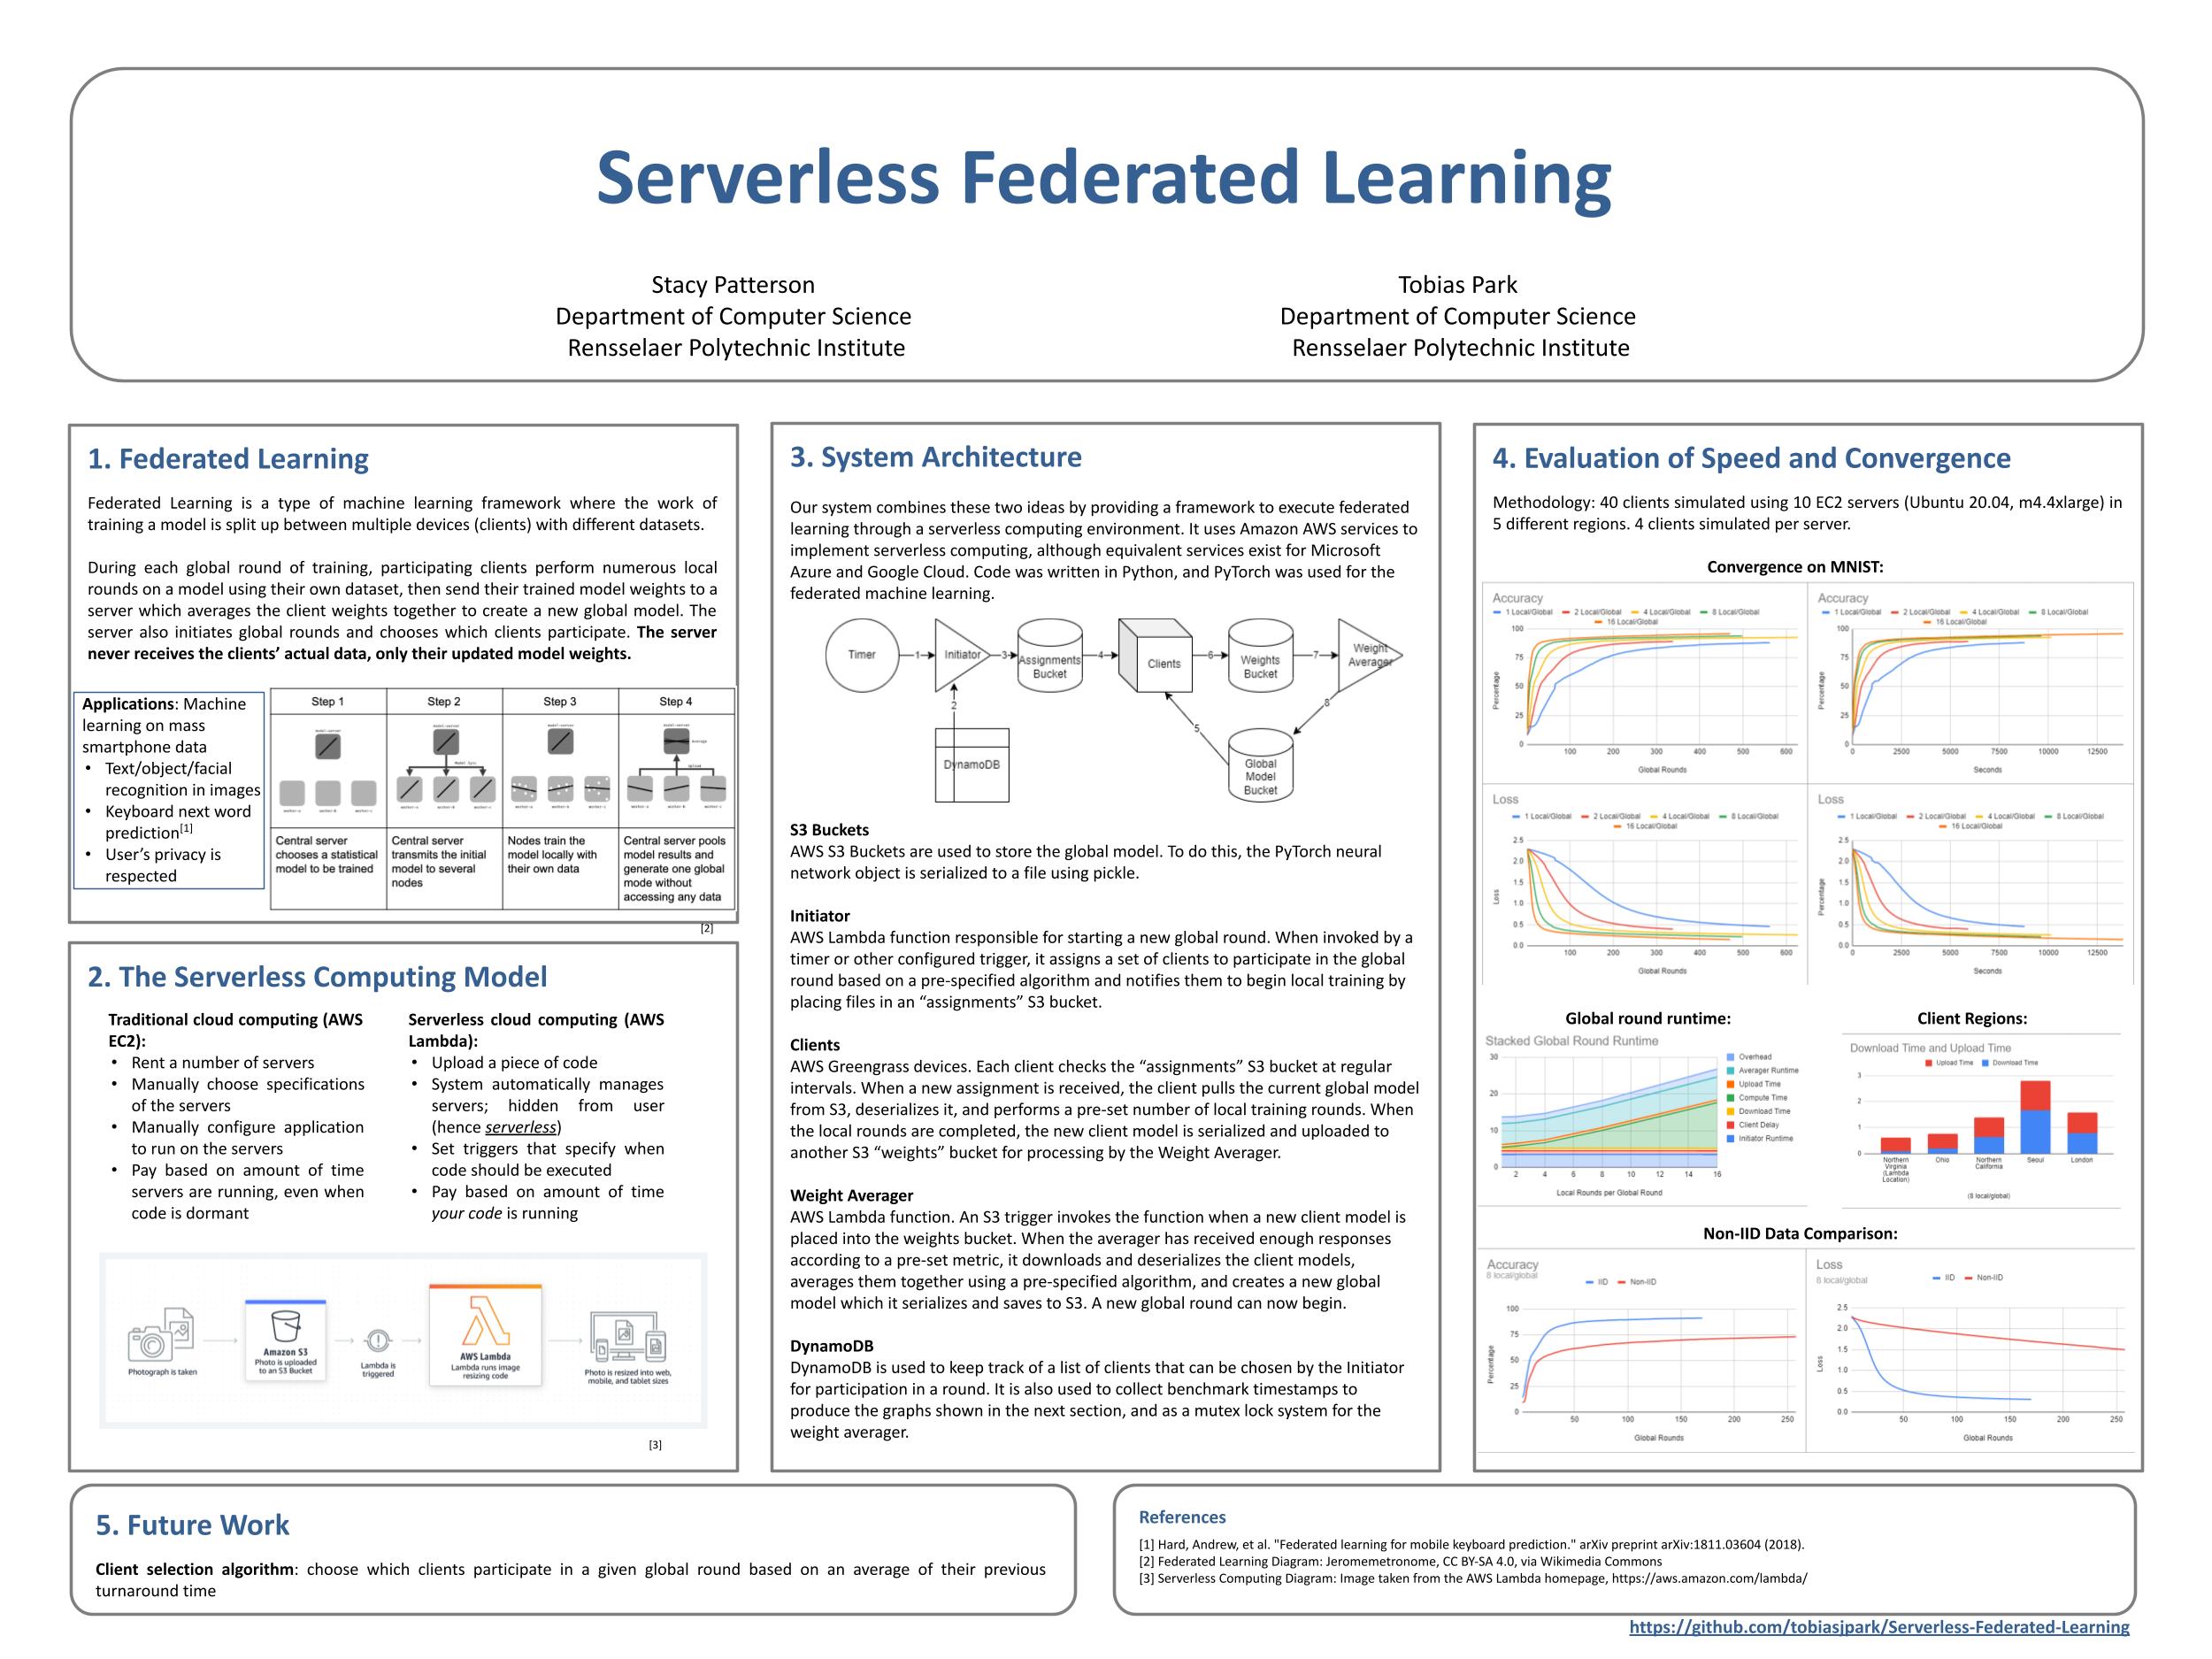 Serverless Federated Learning
Stacy Patterson
Department of Computer Science
Rensselaer Polytechnic Institute
Tobias Park
Department of Computer Science
Rensselaer Polytechnic Institute
1. Federated Learning
Federated Learning is a type of machine learning framework where the work of
training a model is split up between multiple devices (clients) with different datasets.
During each global round of training, participating clients perform numerous local
rounds on a model using their own dataset, then send their trained model weights to a
server which averages the client weights together to create a new global model. The
server also initiates global rounds and chooses which clients participate. The server
never receives the clients’ actual data, only their updated model weights.
Applications: Machine
learning on mass
smartphone data
• Text/object/facial
recognition in images
• Keyboard next word
prediction[1]
• User’s privacy is
respected
Step 1
Step 2
Step 3
Step 4
Central server
chooses a statistical
model to be trained
Central server
transmits the initial
model to several
nodes
Nodes train the
model locally with
their own data
Central server pools
model results and
generate one global
mode without
accessing any data
[2]
2. The Serverless Computing Model
Traditional cloud computing (AWS
EC2):
• Rent a number of servers
• Manually choose specifications
of the servers
• Manually configure application
to run on the servers
• Pay based on amount of time
servers are running, even when
code is dormant
Serverless cloud computing (AWS
Lambda):
• Upload a piece of code
• System automatically manages
servers; hidden from user
(hence serverless)
• Set triggers that specify when
code should be executed
• Pay based on amount of time
your code is running
Photograph is taken
Amazon S3
Photo is uploaded
to an S3 Bucket
Lambda is
triggered
AWS Lambda
Lambda runs image
resizing code
Photo is resized into web,
mobile, and tablet sizes
[3]
3. System Architecture
Our system combines these two ideas by providing a framework to execute federated
learning through a serverless computing environment. It uses Amazon AWS services to
implement serverless computing, although equivalent services exist for Microsoft
Azure and Google Cloud. Code was written in Python, and PyTorch was used for the
federated machine learning.
Timer
1
Initiator
3
Assignments
Bucket
4
Clients
6
Weights
Bucket
7
Weight
Averager
2
5
8
DynamoDB
Global
Model
Bucket
S3 Buckets
AWS S3 Buckets are used to store the global model. To do this, the PyTorch neural
network object is serialized to a file using pickle.
Initiator
AWS Lambda function responsible for starting a new global round. When invoked by a
timer or other configured trigger, it assigns a set of clients to participate in the global
round based on a pre-specified algorithm and notifies them to begin local training by
placing files in an “assignments” S3 bucket.
Clients
AWS Greengrass devices. Each client checks the “assignments” S3 bucket at regular
intervals. When a new assignment is received, the client pulls the current global model
from S3, deserializes it, and performs a pre-set number of local training rounds. When
the local rounds are completed, the new client model is serialized and uploaded to
another S3 “weights” bucket for processing by the Weight Averager.
Weight Averager
AWS Lambda function. An S3 trigger invokes the function when a new client model is
placed into the weights bucket. When the averager has received enough responses
according to a pre-set metric, it downloads and deserializes the client models,
averages them together using a pre-specified algorithm, and creates a new global
model which it serializes and saves to S3. A new global round can now begin.
DynamoDB
DynamoDB is used to keep track of a list of clients that can be chosen by the Initiator
for participation in a round. It is also used to collect benchmark timestamps to
produce the graphs shown in the next section, and as a mutex lock system for the
weight averager.
4. Evaluation of Speed and Convergence
Methodology: 40 clients simulated using 10 EC2 servers (Ubuntu 20.04, m4.4xlarge) in
5 different regions. 4 clients simulated per server.
Convergence on MNIST:
Accuracy
1 Local/Global 2 Local/Global 4 Local/Global 8 Local/Global
16 Local/Global
Percentage
100
75
50
25
0
100 200 300 400 500 600
Global Rounds
Accuracy
1 Local/Global 2 Local/Global 4 Local/Global 8 Local/Global
16 Local/Global
Percentage
100
75
50
25
0
0 2500 5000 7500 10000 12500
Seconds
Loss
1 Local/Global 2 Local/Global 4 Local/Global 8 Local/Global
16 Local/Global
Loss
2.5
2.0
1.5
1.0
0.5
0.0
100 200 300 400 500 600
Global Rounds
Loss
1 Local/Global 2 Local/Global 4 Local/Global 8 Local/Global
16 Local/Global
Percentage
2.5
2.0
1.5
1.0
0.5
0.0
0 2500 5000 7500 10000 12500
Seconds
Global round runtime:
Stacked Global Round Runtime
30
20
10
0
2 4 6 8 10 12 14 16
Local Rounds per Global Round
Overhead
Averager Runtime
Upload Time
Compute Time
Download Time
Client Delay
Initiator Runtime
Client Regions:
Download Time and Upload Time
Upload Time Download Time
3
2
1
0
Northern
Virginia
(Lambda
Location)
Ohio
Northern
California
Seoul
London
(8 local/global)
Non-IID Data Comparison:
Accuracy
8 local/global
IID Non-IID
Percentage
100
75
50
25
0
50 100 150 200 250
Global Rounds
Loss
8 local/global
IID Non-IID
Loss
2.5
2.0
1.5
1.0
0.5
0.0
50 100 150 200 250
Global Rounds
5. Future Work
Client selection algorithm: choose which clients participate in a given global round based on an average of their previous
turnaround time
References
[1] Hard, Andrew, et al. "Federated learning for mobile keyboard prediction." arXiv preprint arXiv:1811.03604 (2018).
[2] Federated Learning Diagram: Jeromemetronome, CC BY-SA 4.0, via Wikimedia Commons
[3] Serverless Computing Diagram: Image taken from the AWS Lambda homepage, https://aws.amazon.com/lambda/
https://github.com/tobiasjpark/Serverless-Federated-Learning